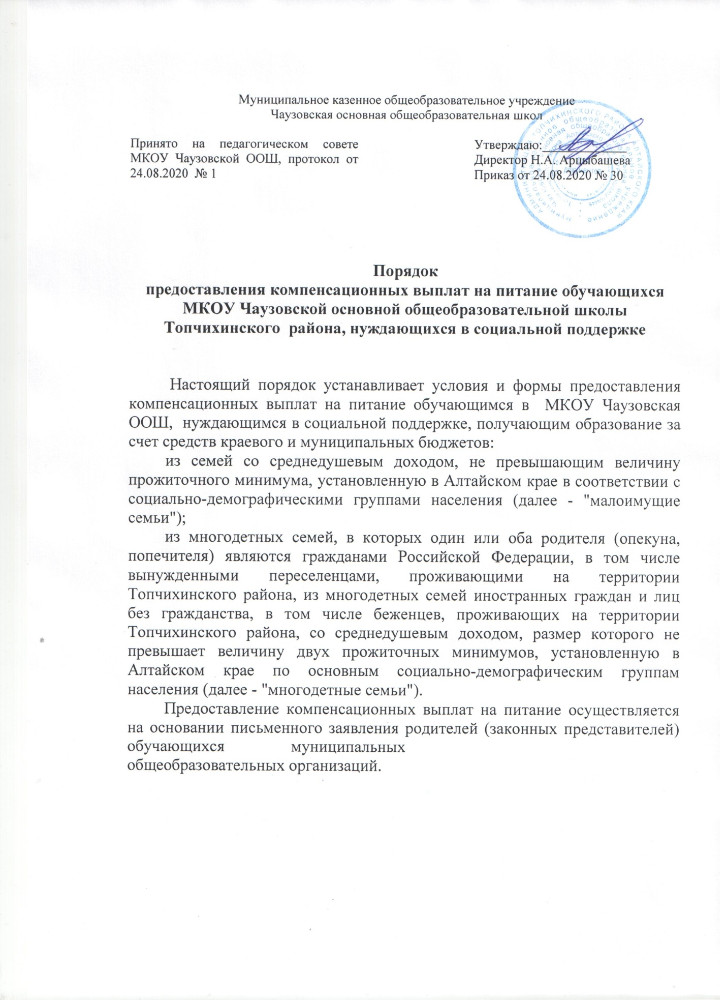 Муниципальное казенное общеобразовательное учреждение
Чаузовская основная общеобразовательная школ
Принято на педагогическом совете
МКОУ Чаузовской ООШ, протокол от
24.08.2020 № 1
Утверждаю:____________
Директор Н.А. Арцыбашева
Приказ от 24.08.2020 № 30
Порядок
предоставления компенсационных выплат на питание обучающихся
МКОУ Чаузовской основной общеобразовательной школы
Топчихинского района, нуждающихся в социальной поддержке
Настоящий порядок устанавливает условия и формы предоставления
компенсационных выплат на питание обучающимся в МКОУ Чаузовская
ООШ, нуждающимся в социальной поддержке, получающим образование за
счет средств краевого и муниципальных бюджетов:
из семей со среднедушевым доходом, не превышающим величину
прожиточного минимума, установленную в Алтайском крае в соответствии с
социально-демографическими группами населения (далее - "малоимущие
семьи");
из многодетных семей, в которых один или оба родителя (опекуна,
попечителя) являются гражданами Российской Федерации, в том числе
вынужденными переселенцами, проживающими на территории
Топчихинского района, из многодетных семей иностранных граждан и лиц
без гражданства, в том числе беженцев, проживающих на территории
Топчихинского района, со среднедушевым доходом, размер которого не
превышает величину двух прожиточных минимумов, установленную в
Алтайском крае по основным социально-демографическим группам
населения (далее - "многодетные семьи").
Предоставление компенсационных выплат на питание осуществляется
на основании письменного заявления родителей (законных представителей)
обучающихся муниципальных
общеобразовательных организаций.